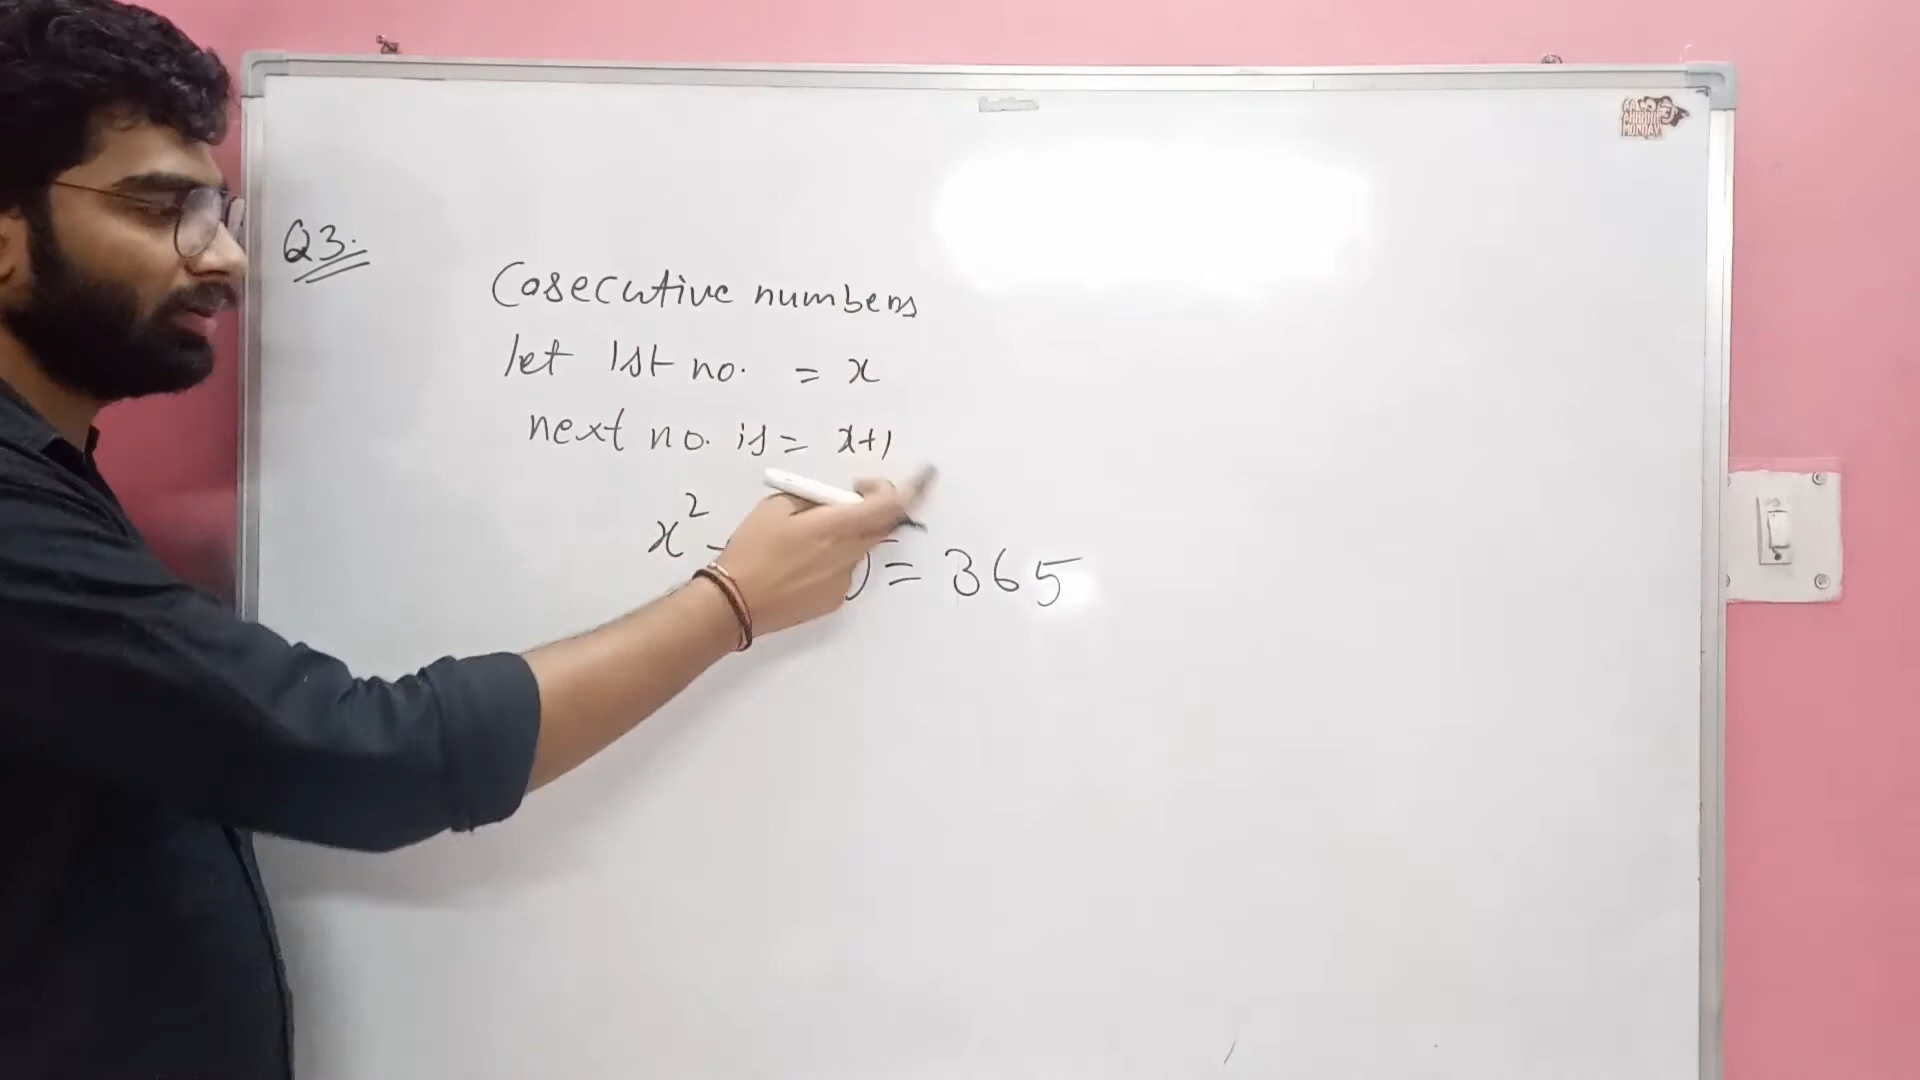 Q3.
Cosecutive numbers
let 1st no. = x
next no. is = x+1
x² ) = 365